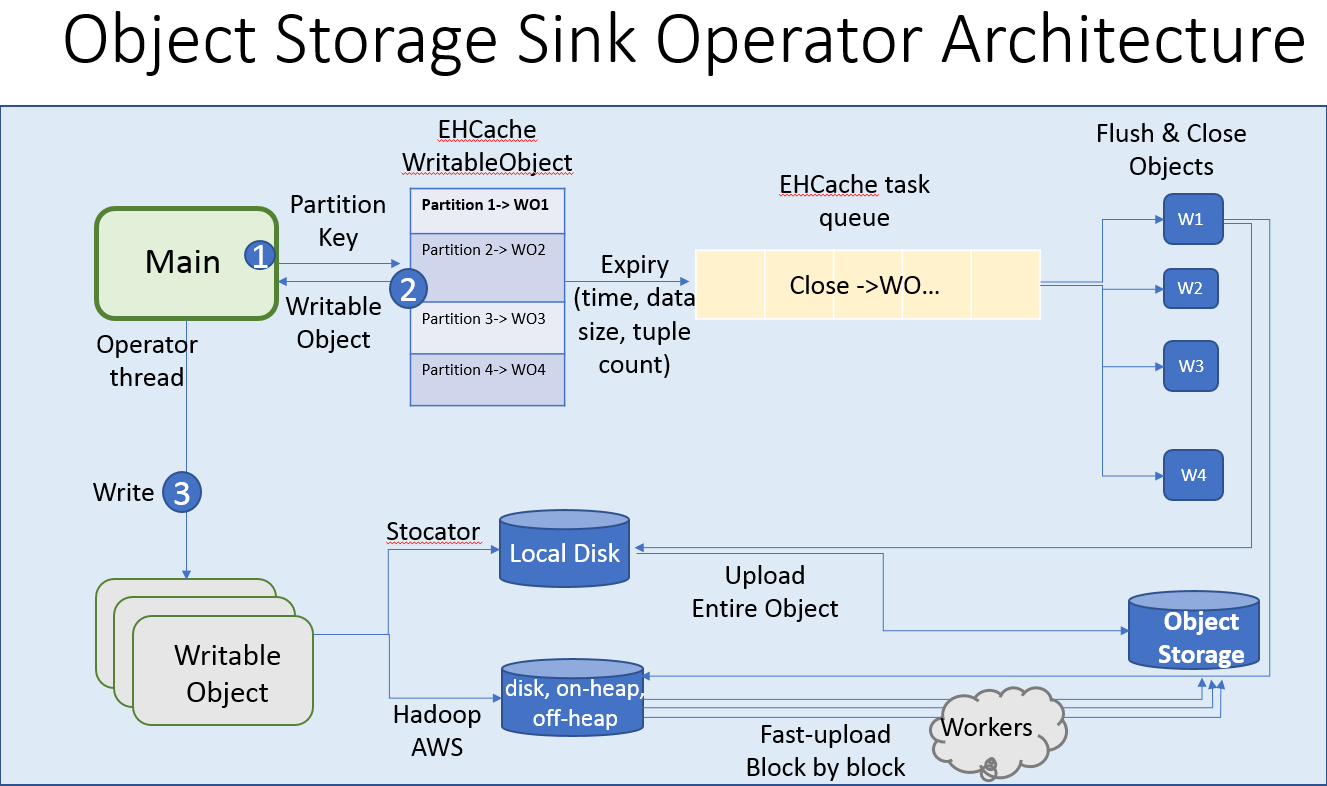 Object Storage Sink Operator Architecture
EHCache
WritableObject
Flush & Close
Objects
EHCache task
queue
Partition
Key
Main
1
2
Writable
Object
Partition 1-> WO1
Partition 2-> WO2
Partition 3-> WO3
Partition 4-> WO4
Expiry
(time, data
size, tuple
count)
Close ->WO...
W1
W2
W3
W4
Operator
thread
Write
3
Stocator
Local Disk
Upload
Entire Object
Object
Storage
Writable
Object
Hadoop
AWS
disk, on-heap,
off-heap
Fast-upload
Block by block
Workers